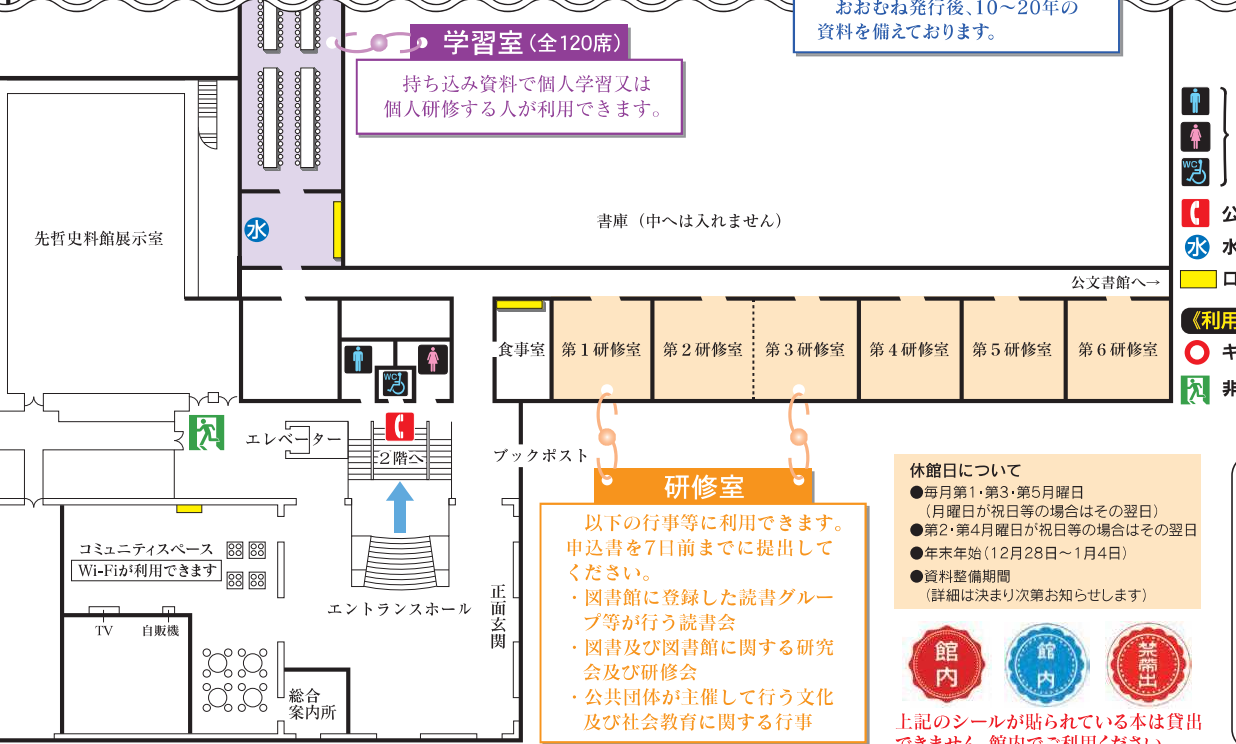 おおむね発行後、10〜20年の
資料を備えております。
学習室(全120席)
持ち込み資料で個人学習又は
個人研修する人が利用できます。
先哲史料館展示室
水
書庫（中へは入れません）
公文書館へ→
WC
公
水 水
ロ
《利用
キ
非
食事室
第1研修室
第2研修室
第3研修室
第4研修室
第5研修室
第6研修室
WC
エレベーター
2階へ
ブックポスト
コミュニティスペース
Wi-Fiが利用できます
TV
自販機
エントランスホール
正面玄関
総合
案内所
研修室
以下の行事等に利用できます。
申込書を7日前までに提出して
ください。
・図書館に登録した読書グルー
プ等が行う読書会
・図書及び図書館に関する研究
会及び研修会
・公共団体が主催して行う文化
及び社会教育に関する行事
休館日について
●毎月第1・第3・第5月曜日
(月曜日が祝日等の場合はその翌日)
●第2・第4月曜日が祝日等の場合はその翌日
●年末年始(12月28日〜1月4日)
●資料整備期間
(詳細は決まり次第お知らせします)
館内
館内
禁帯出
上記のシールが貼られている本は貸出
できません。館内でご利用ください。